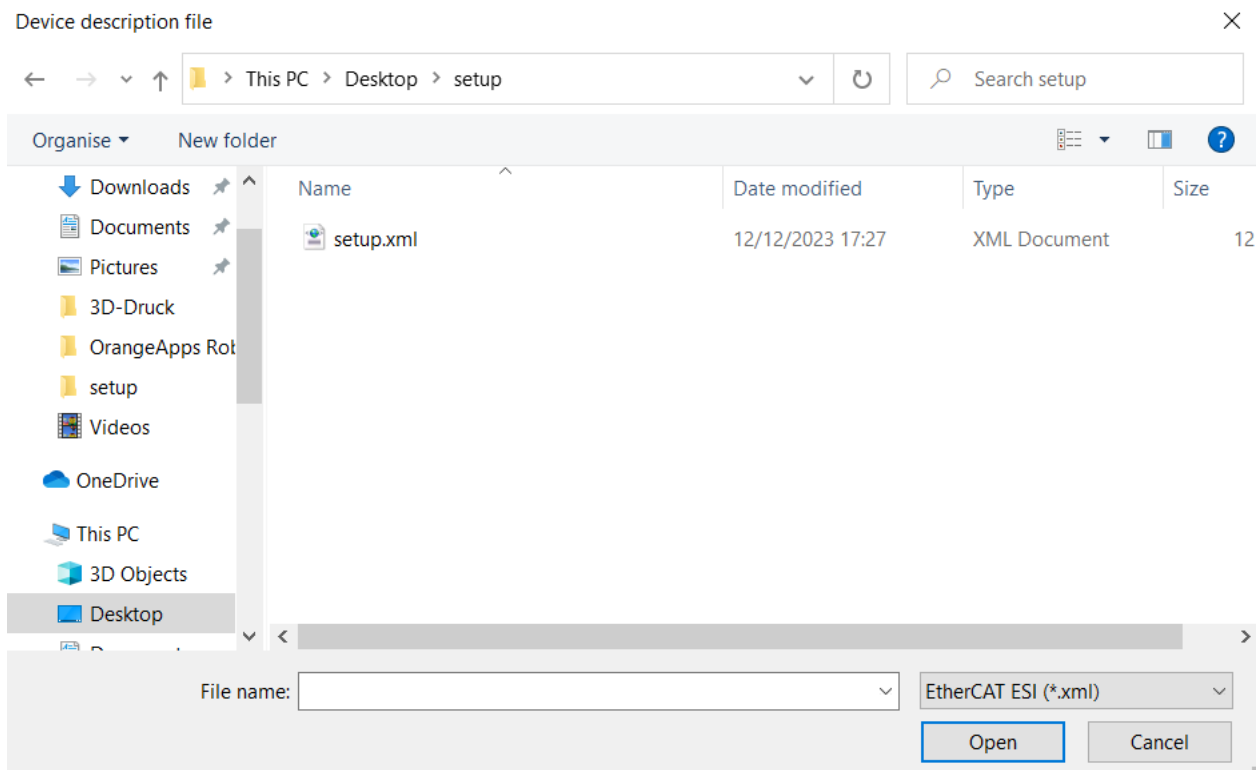 Device description file
This PC > Desktop > setup
Search setup
Organise New folder
Name Date modified Type Size
setup.xml 12/12/2023 17:27 XML Document 12
Downloads
Documents
Pictures
3D-Druck
OrangeApps Rob
setup
Videos
OneDrive
This PC
3D Objects
Desktop
File name: EtherCAT ESI (*.xml)
Open Cancel